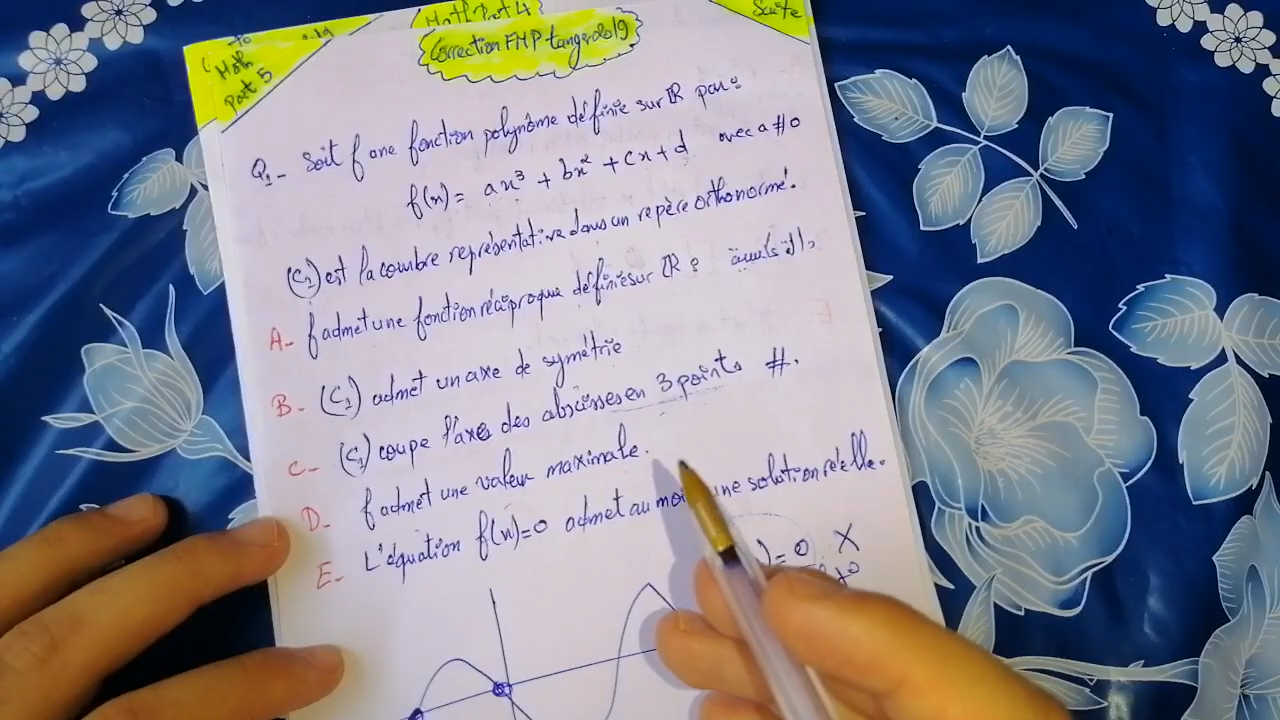 Math Part 4
Suite
Math
Part 5
Correction FMP tanger 2019
Q1- Soit f une fonction polynôme définie sur ℝ par:
f(x) = ax³ + bx² + cx + d avec a ≠ 0
(C1) est la courbe représentative dans un repère orthonormé.
A- f admet une fonction réciproque définie sur ℝ:
B- (C1) admet un axe de symétrie
C- (C1) coupe l'axe des abscisses en 3 points ≠.
D- f admet une valeur maximale.
E- L'équation f(x)=0 admet au moins une solution réelle.
)=0 X